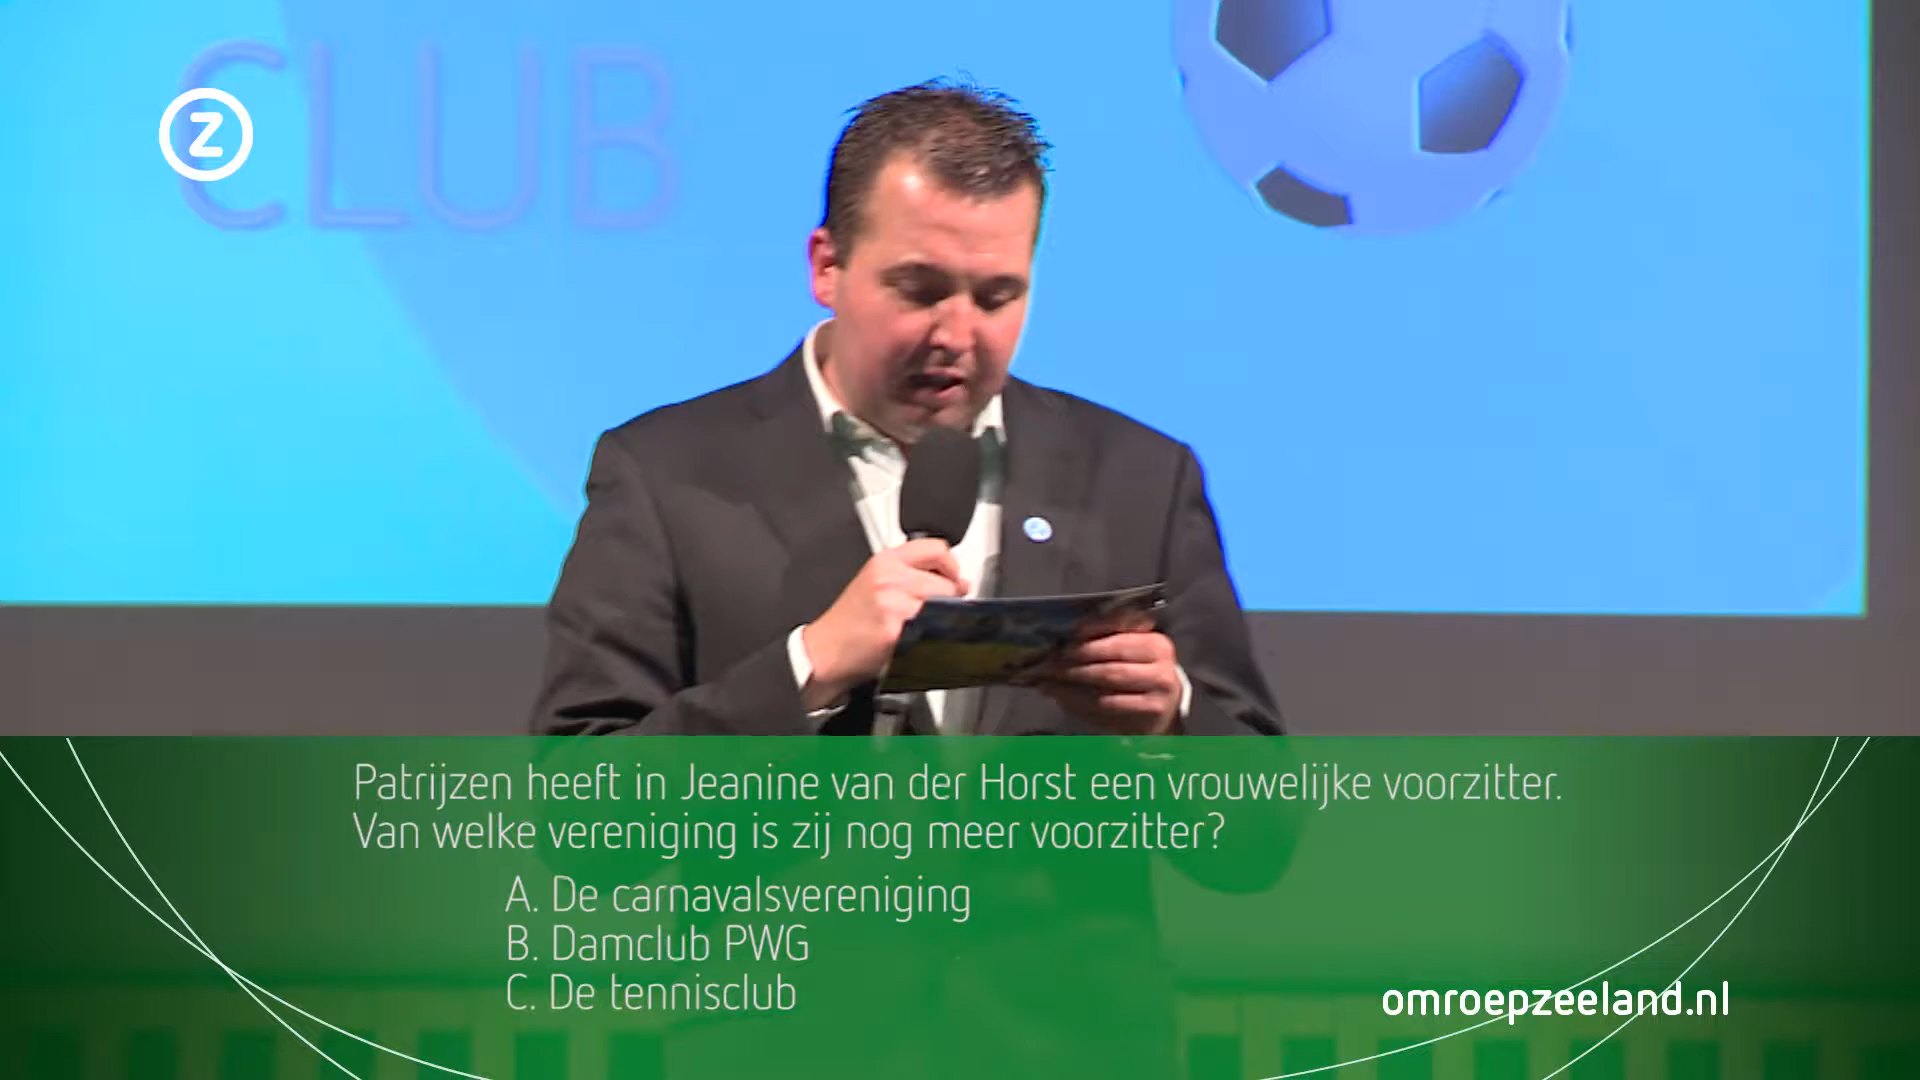 CLUB
Z
Patrijzen heeft in Jeanine van der Horst een vrouwelijke voorzitter.
Van welke vereniging is zij nog meer voorzitter?
A. De carnavalsvereniging
B. Damclub PWG
C. De tennisclub
omroepzeeland.nl